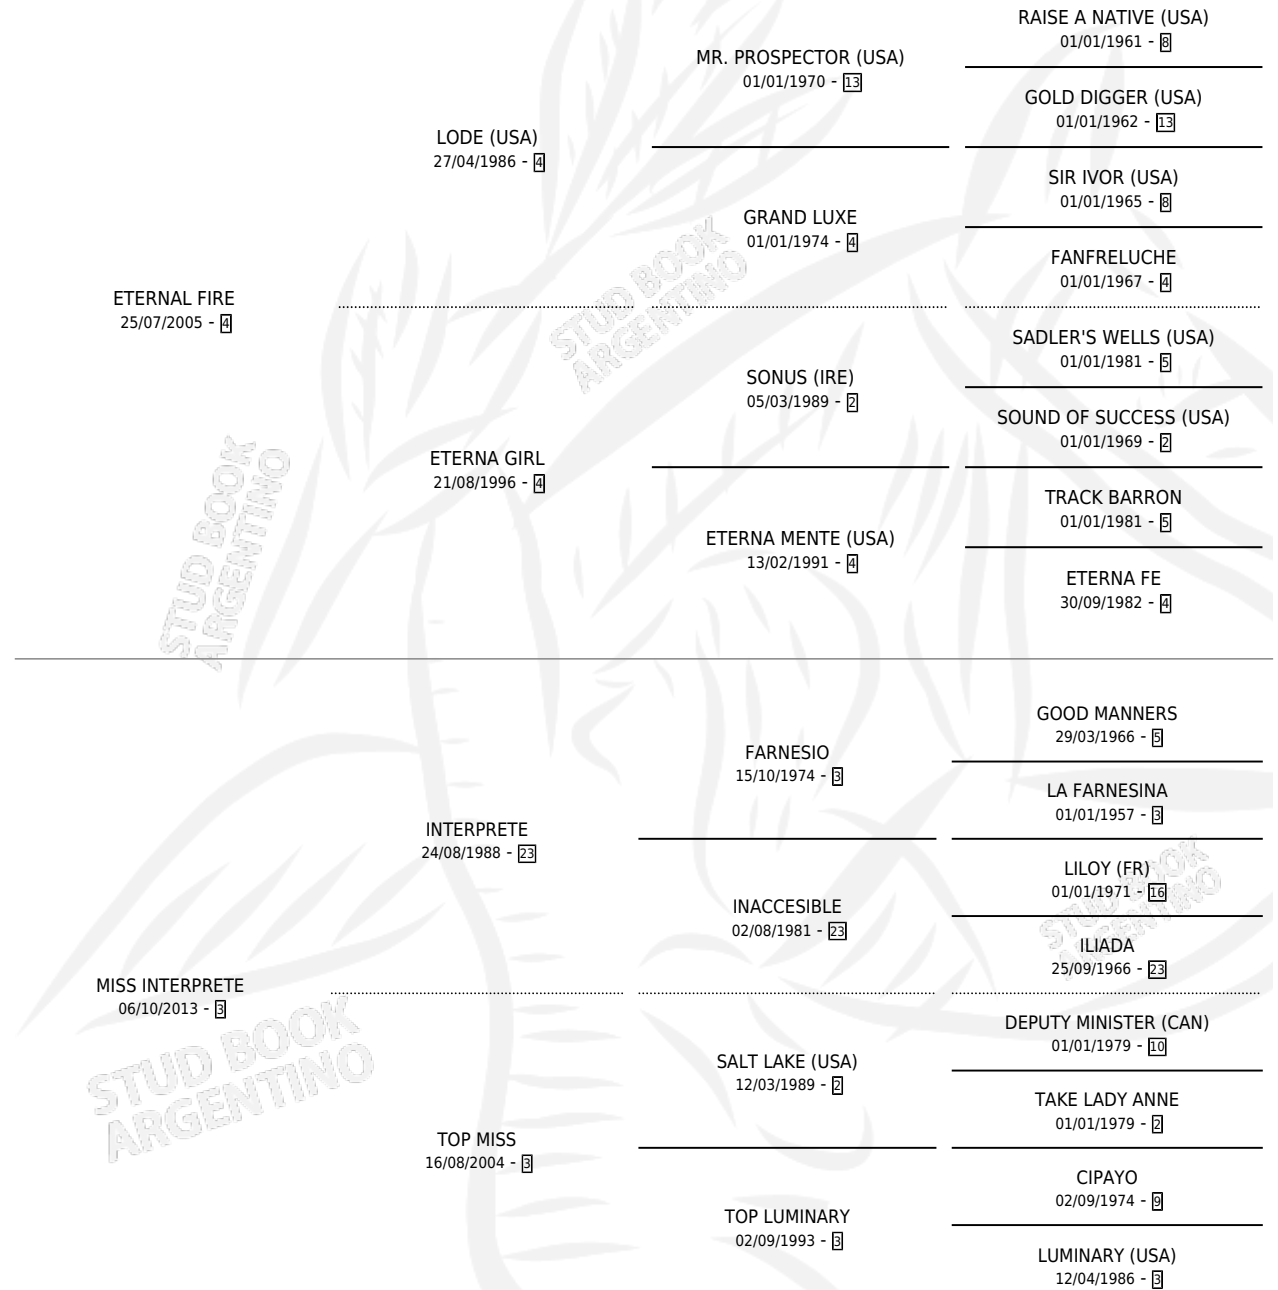 RAISE A NATIVE (USA)
01/01/1961 - 8
MR. PROSPECTOR (USA)
01/01/1970 - 13
GOLD DIGGER (USA)
01/01/1962 - 13
LODE (USA)
27/04/1986 - 4
SIR IVOR (USA)
01/01/1965 - 8
GRAND LUXE
01/01/1974 - 4
FANFRELUCHE
01/01/1967 - 4
STUD BOOK
ARGENTINO
ETERNAL FIRE
25/07/2005 - 4
SADLER'S WELLS (USA)
01/01/1981 - 5
SONUS (IRE)
05/03/1989 - 2
SOUND OF SUCCESS (USA)
01/01/1969 - 2
ETERNA GIRL
21/08/1996 - 4
TRACK BARRON
01/01/1981 - 5
ETERNA MENTE (USA)
13/02/1991 - 4
ETERNA FE
30/09/1982 - 4
STUD BOOK
ARGENTINO
GOOD MANNERS
29/03/1966 - 5
FARNESIO
15/10/1974 - 3
LA FARNESINA
01/01/1957 - 3
INTERPRETE
24/08/1988 - 23
LILOY (FR)
01/01/1971 - 16
INACCESIBLE
02/08/1981 - 23
STUD BOOK
ARGENTINO
ILIADA
25/09/1966 - 23
MISS INTERPRETE
06/10/2013 - 3
DEPUTY MINISTER (CAN)
01/01/1979 - 10
STUD BOOK
ARGENTINO
SALT LAKE (USA)
12/03/1989 - 2
TAKE LADY ANNE
01/01/1979 - 2
TOP MISS
16/08/2004 - 3
CIPAYO
02/09/1974 - 9
TOP LUMINARY
02/09/1993 - 3
LUMINARY (USA)
12/04/1986 - 3